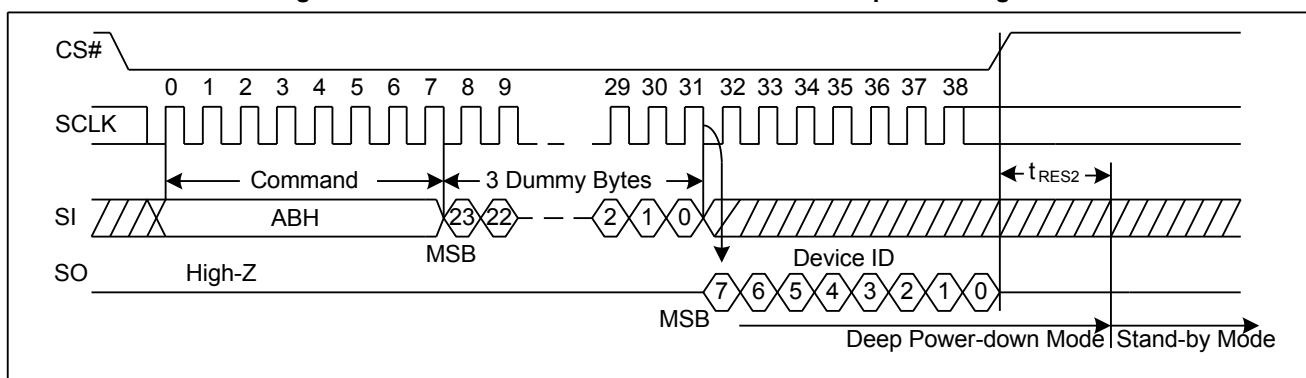 CS#
0 1 2 3 4 5 6 7 8 9 29 30 31 32 33 34 35 36 37 38
SCLK
Command 3 Dummy Bytes tRES2
SI ABH 23 22 2 1 0
MSB
SO High-Z Device ID
7 6 5 4 3 2 1 0
MSB
Deep Power-down Mode Stand-by Mode